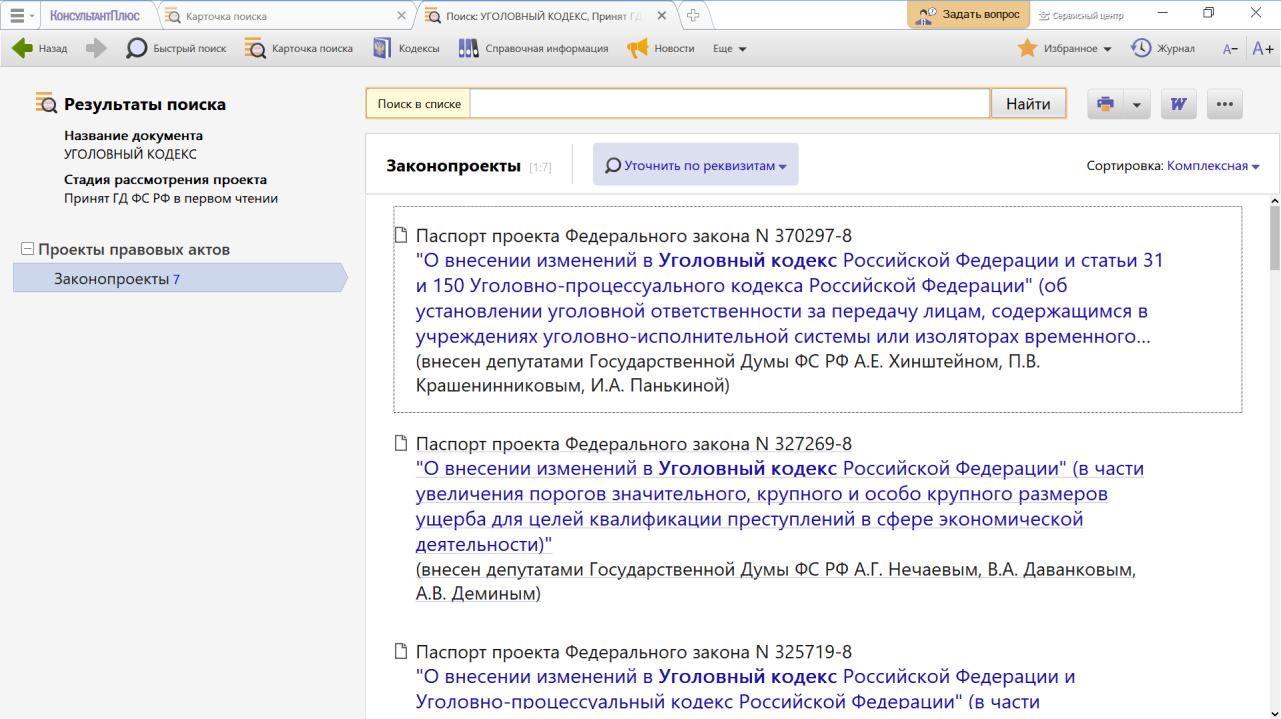 КонсультантПлюс
Карточка поиска
Поиск: УГОЛОВНЫЙ КОДЕКС, Принят ГД
Задать вопрос
Сервисный центр
Назад
Быстрый поиск
Карточка поиска
Кодексы
Справочная информация
Новости
Еще
Избранное
Журнал
A−
A+
Результаты поиска
Название документа
УГОЛОВНЫЙ КОДЕКС
Стадия рассмотрения проекта
Принят ГД ФС РФ в первом чтении
Проекты правовых актов
Законопроекты 7
Поиск в списке
Найти
W
Законопроекты [1:7]
Уточнить по реквизитам
Сортировка: Комплексная
Паспорт проекта Федерального закона N 370297-8
"О внесении изменений в Уголовный кодекс Российской Федерации и статьи 31
и 150 Уголовно-процессуального кодекса Российской Федерации" (об
установлении уголовной ответственности за передачу лицам, содержащимся в
учреждениях уголовно-исполнительной системы или изоляторах временного...
(внесен депутатами Государственной Думы ФС РФ А.Е. Хинштейном, П.В.
Крашенинниковым, И.А. Панькиной)
Паспорт проекта Федерального закона N 327269-8
"О внесении изменений в Уголовный кодекс Российской Федерации" (в части
увеличения порогов значительного, крупного и особо крупного размеров
ущерба для целей квалификации преступлений в сфере экономической
деятельности)"
(внесен депутатами Государственной Думы ФС РФ А.Г. Нечаевым, В.А. Даванковым,
А.В. Деминым)
Паспорт проекта Федерального закона N 325719-8
"О внесении изменений в Уголовный кодекс Российской Федерации и
Уголовно-процессуальный кодекс Российской Федерации" (в части